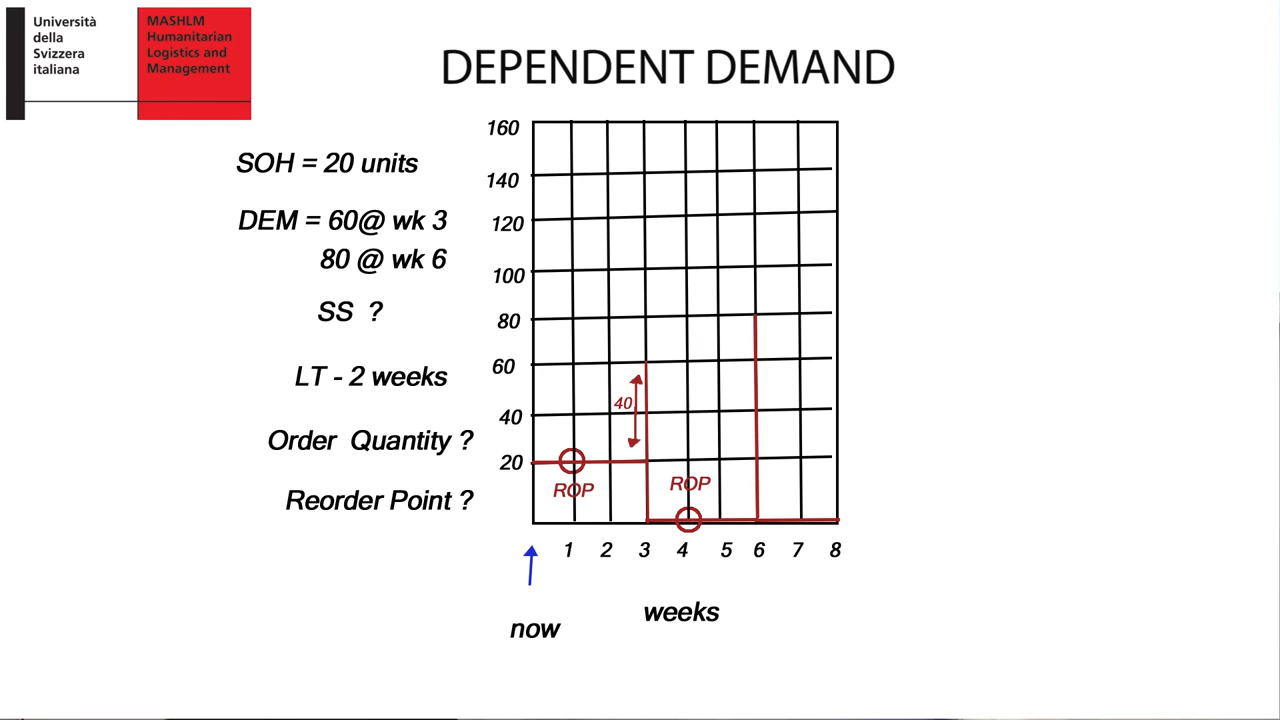 Università
della
Svizzera
italiana
MASHLM
Humanitarian
Logistics and
Management
DEPENDENT DEMAND
SOH = 20 units
DEM = 60@ wk 3
80 @ wk 6
SS ?
LT - 2 weeks
Order Quantity ?
Reorder Point ?
160
140
120
100
80
60
40
20
40
ROP
ROP
1 2 3 4 5 6 7 8
weeks
now